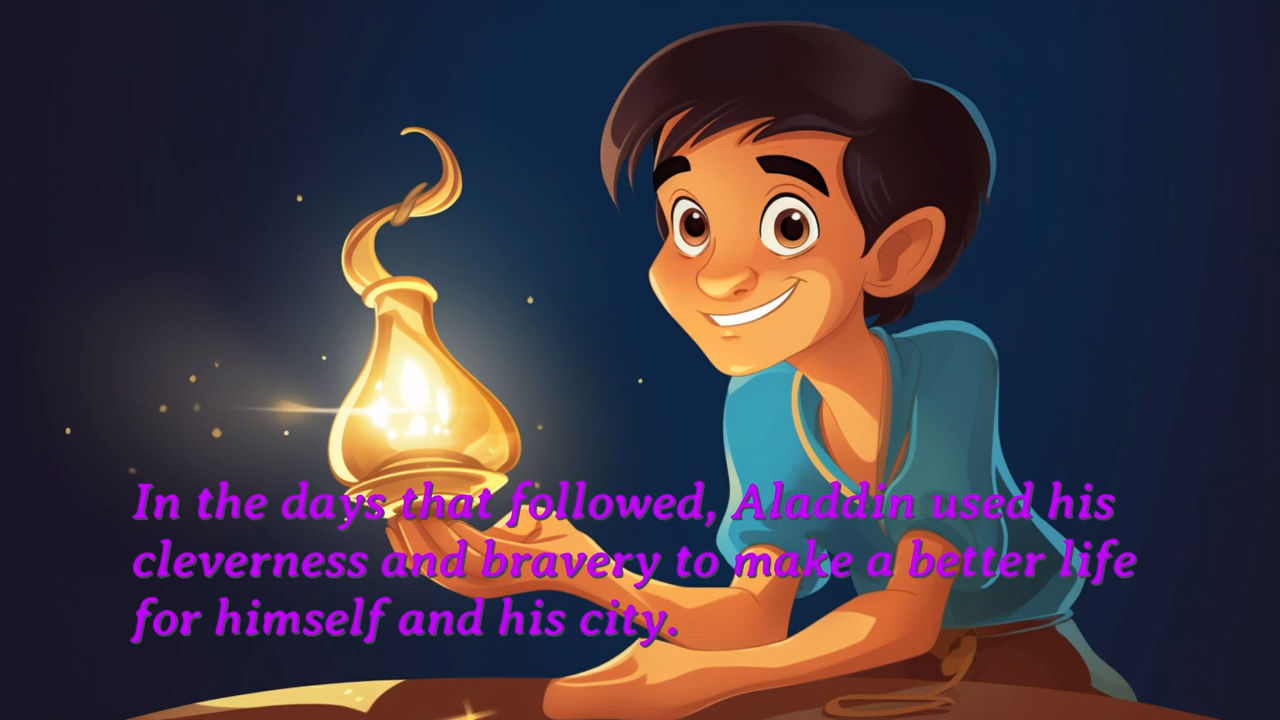 In the days that followed, Aladdin used his
cleverness and bravery to make a better life
for himself and his city.